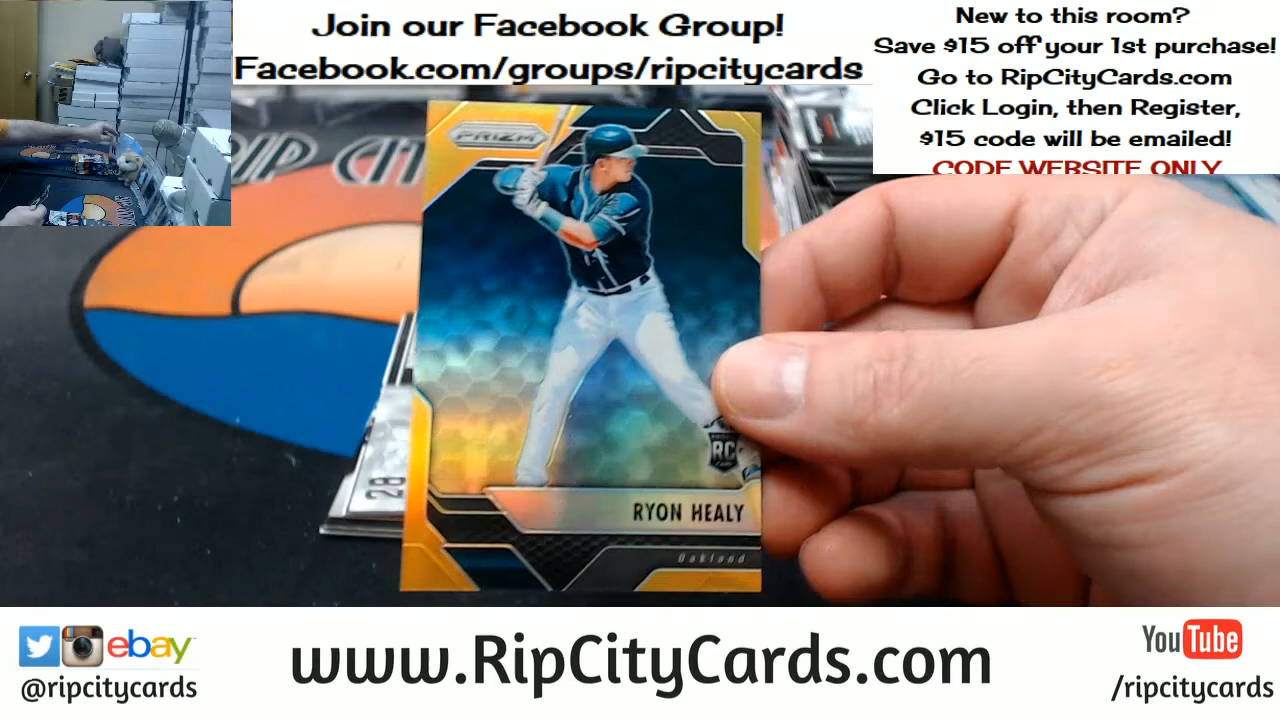 Join our Facebook Group!
Facebook.com/groups/ripcitycards
New to this room?
Save $15 off your 1st purchase!
Go to RipCityCards.com
Click Login, then Register,
$15 code will be emailed!
CODE WEBSITE ONLY
RIP CIT
PRIZM
RC
28
RYON HEALY
Oakland
ebay
@ripcitycards
www.RipCityCards.com
YouTube
/ripcitycards